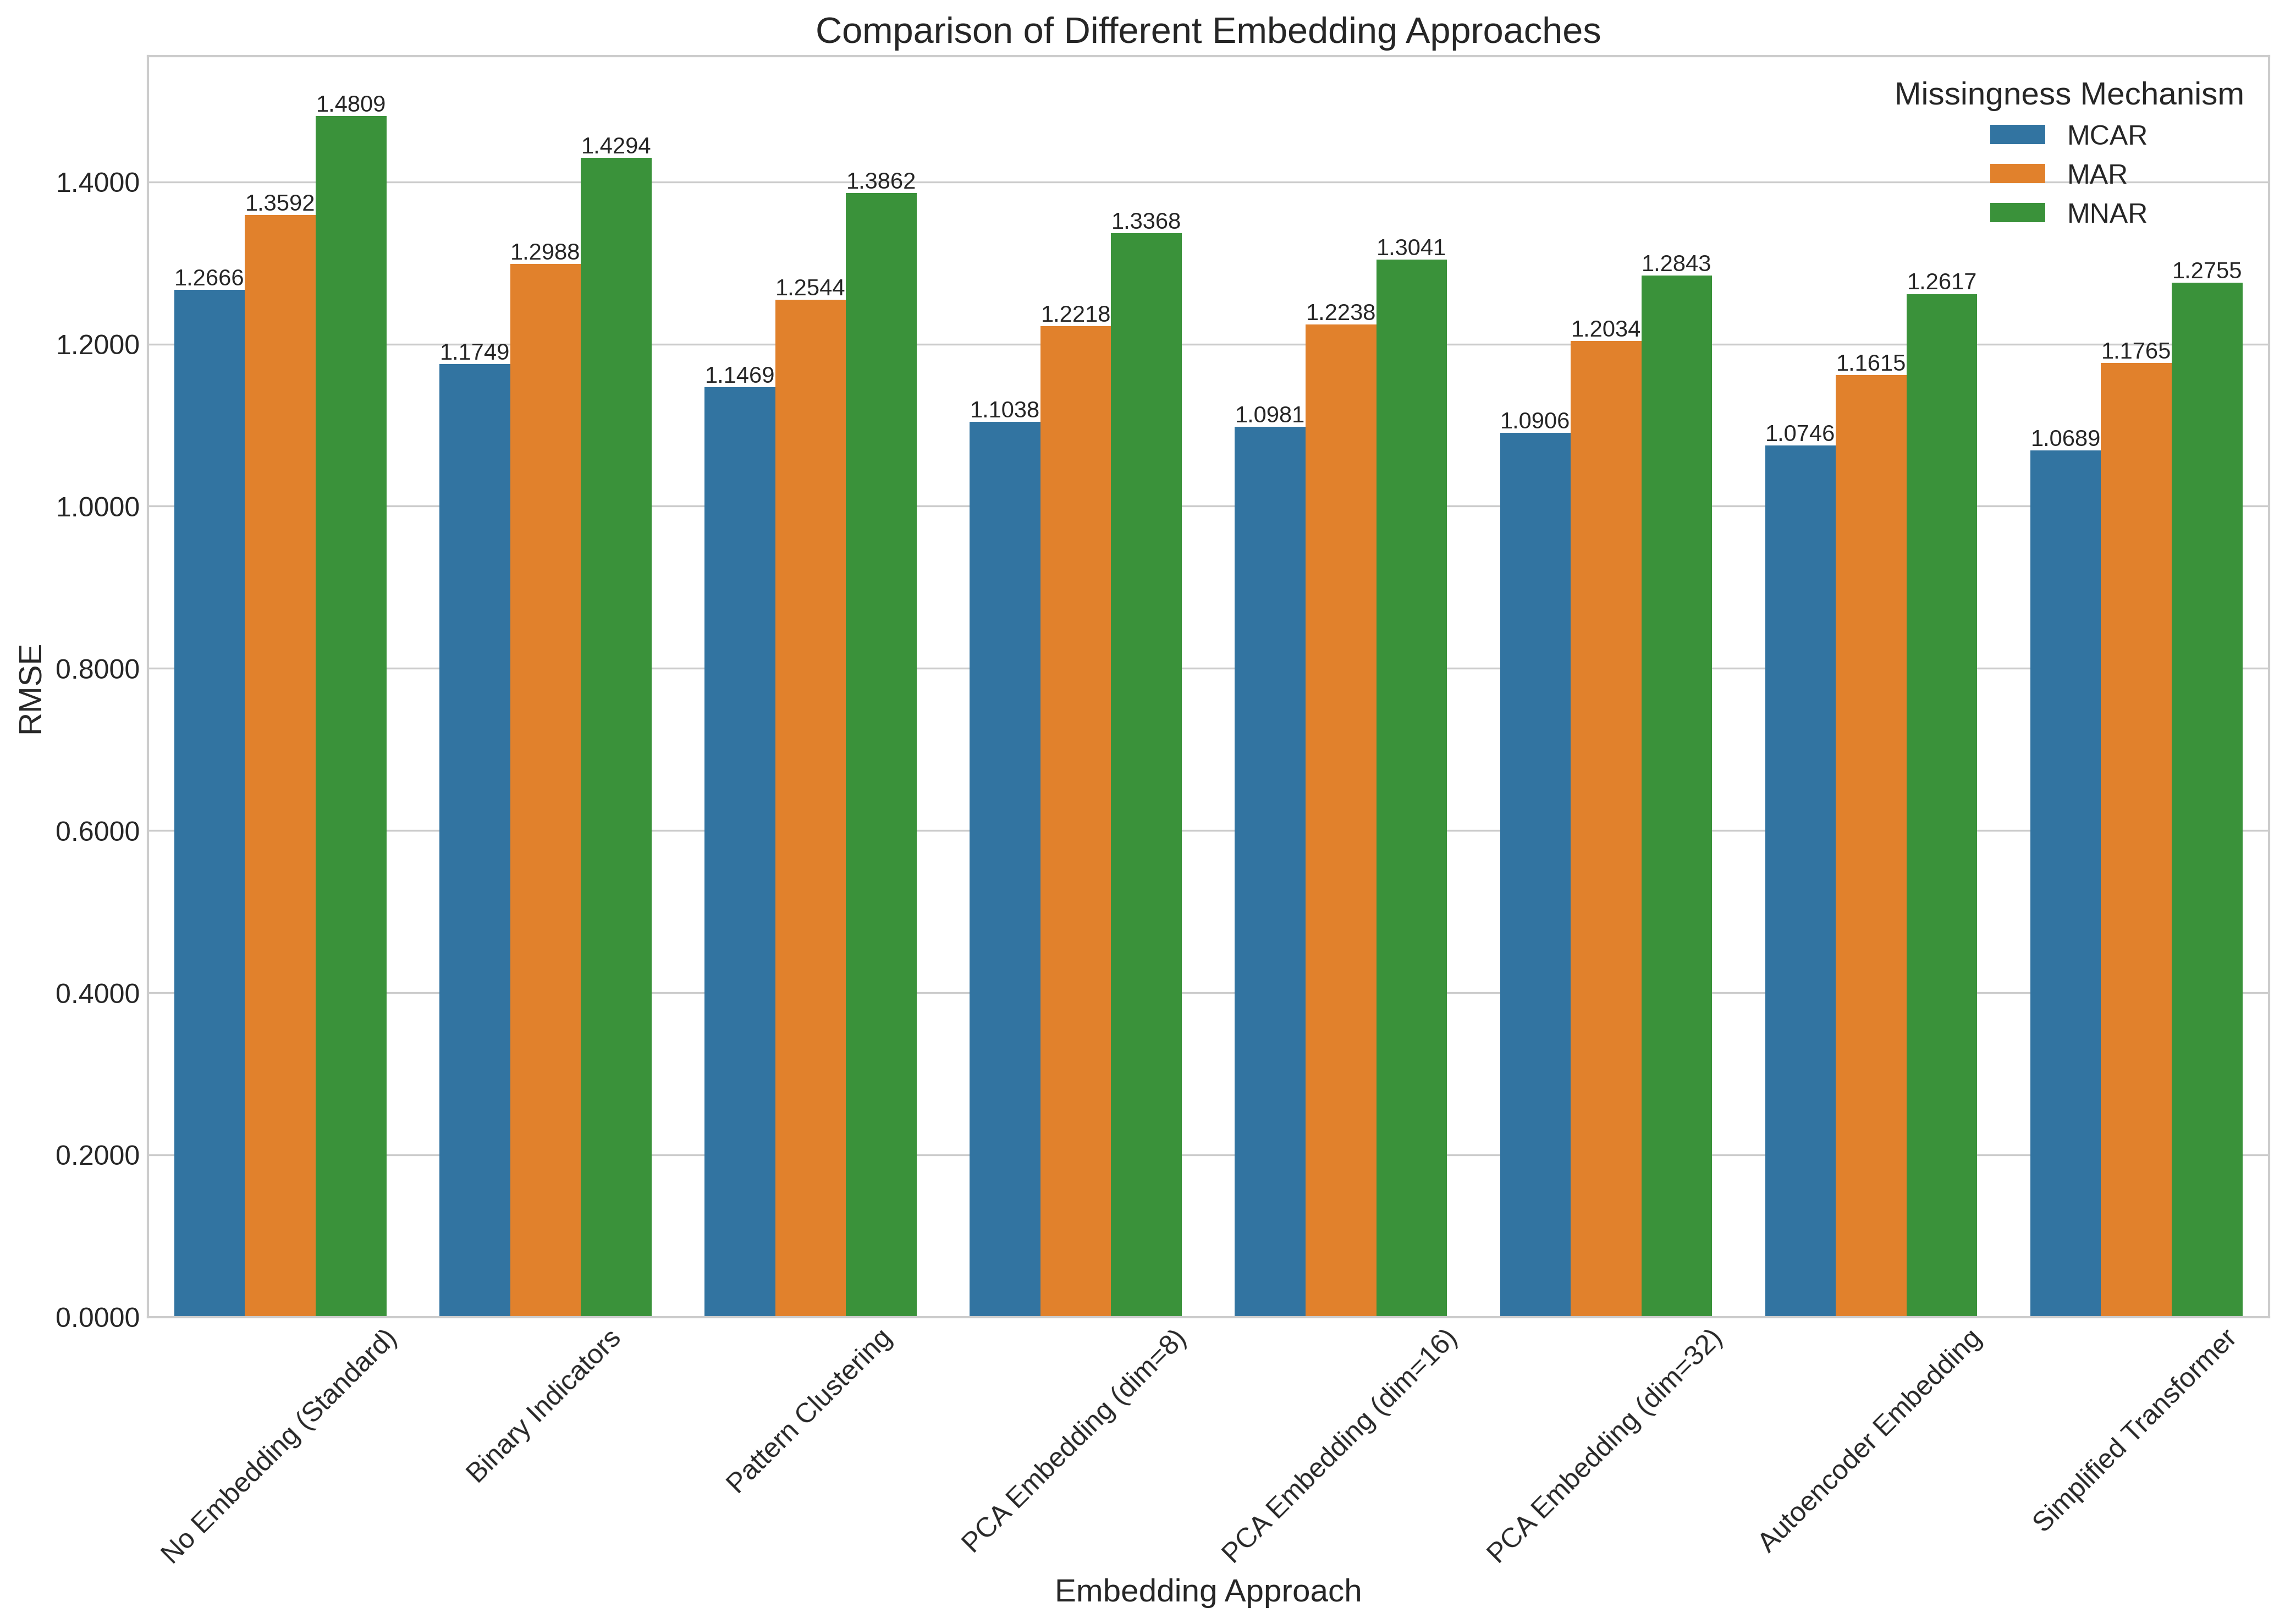 Comparison of Different Embedding Approaches
Missingness Mechanism
MCAR
MAR
MNAR
RMSE
1.4000
1.2000
1.0000
0.8000
0.6000
0.4000
0.2000
0.0000
1.2666
1.3592
1.4809
1.1749
1.2988
1.4294
1.1469
1.2544
1.3862
1.1038
1.2218
1.3368
1.0981
1.2238
1.3041
1.0906
1.2034
1.2843
1.0746
1.1615
1.2617
1.0689
1.1765
1.2755
No Embedding (Standard)
Binary Indicators
Pattern Clustering
PCA Embedding (dim=8)
PCA Embedding (dim=16)
PCA Embedding (dim=32)
Autoencoder Embedding
Simplified Transformer
Embedding Approach